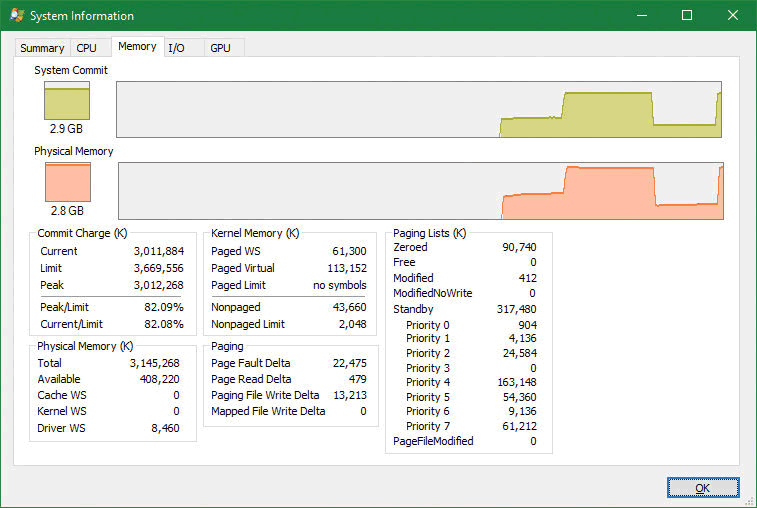 System Information
Summary CPU Memory I/O GPU
System Commit
2.9 GB
Physical Memory
2.8 GB
Commit Charge (K)
Current 3,011,884
Limit 3,669,556
Peak 3,012,268
Peak/Limit 82.09%
Current/Limit 82.08%
Physical Memory (K)
Total 3,145,268
Available 408,220
Cache WS 0
Kernel WS 0
Driver WS 8,460
Kernel Memory (K)
Paged WS 61,300
Paged Virtual 113,152
Paged Limit no symbols
Nonpaged 43,660
Nonpaged Limit 2,048
Paging
Page Fault Delta 22,475
Page Read Delta 479
Paging File Write Delta 13,213
Mapped File Write Delta 0
Paging Lists (K)
Zeroed 90,740
Free 0
Modified 412
ModifiedNoWrite 0
Standby 317,480
Priority 0 904
Priority 1 4,136
Priority 2 24,584
Priority 3 0
Priority 4 163,148
Priority 5 54,360
Priority 6 9,136
Priority 7 61,212
PageFileModified 0
OK